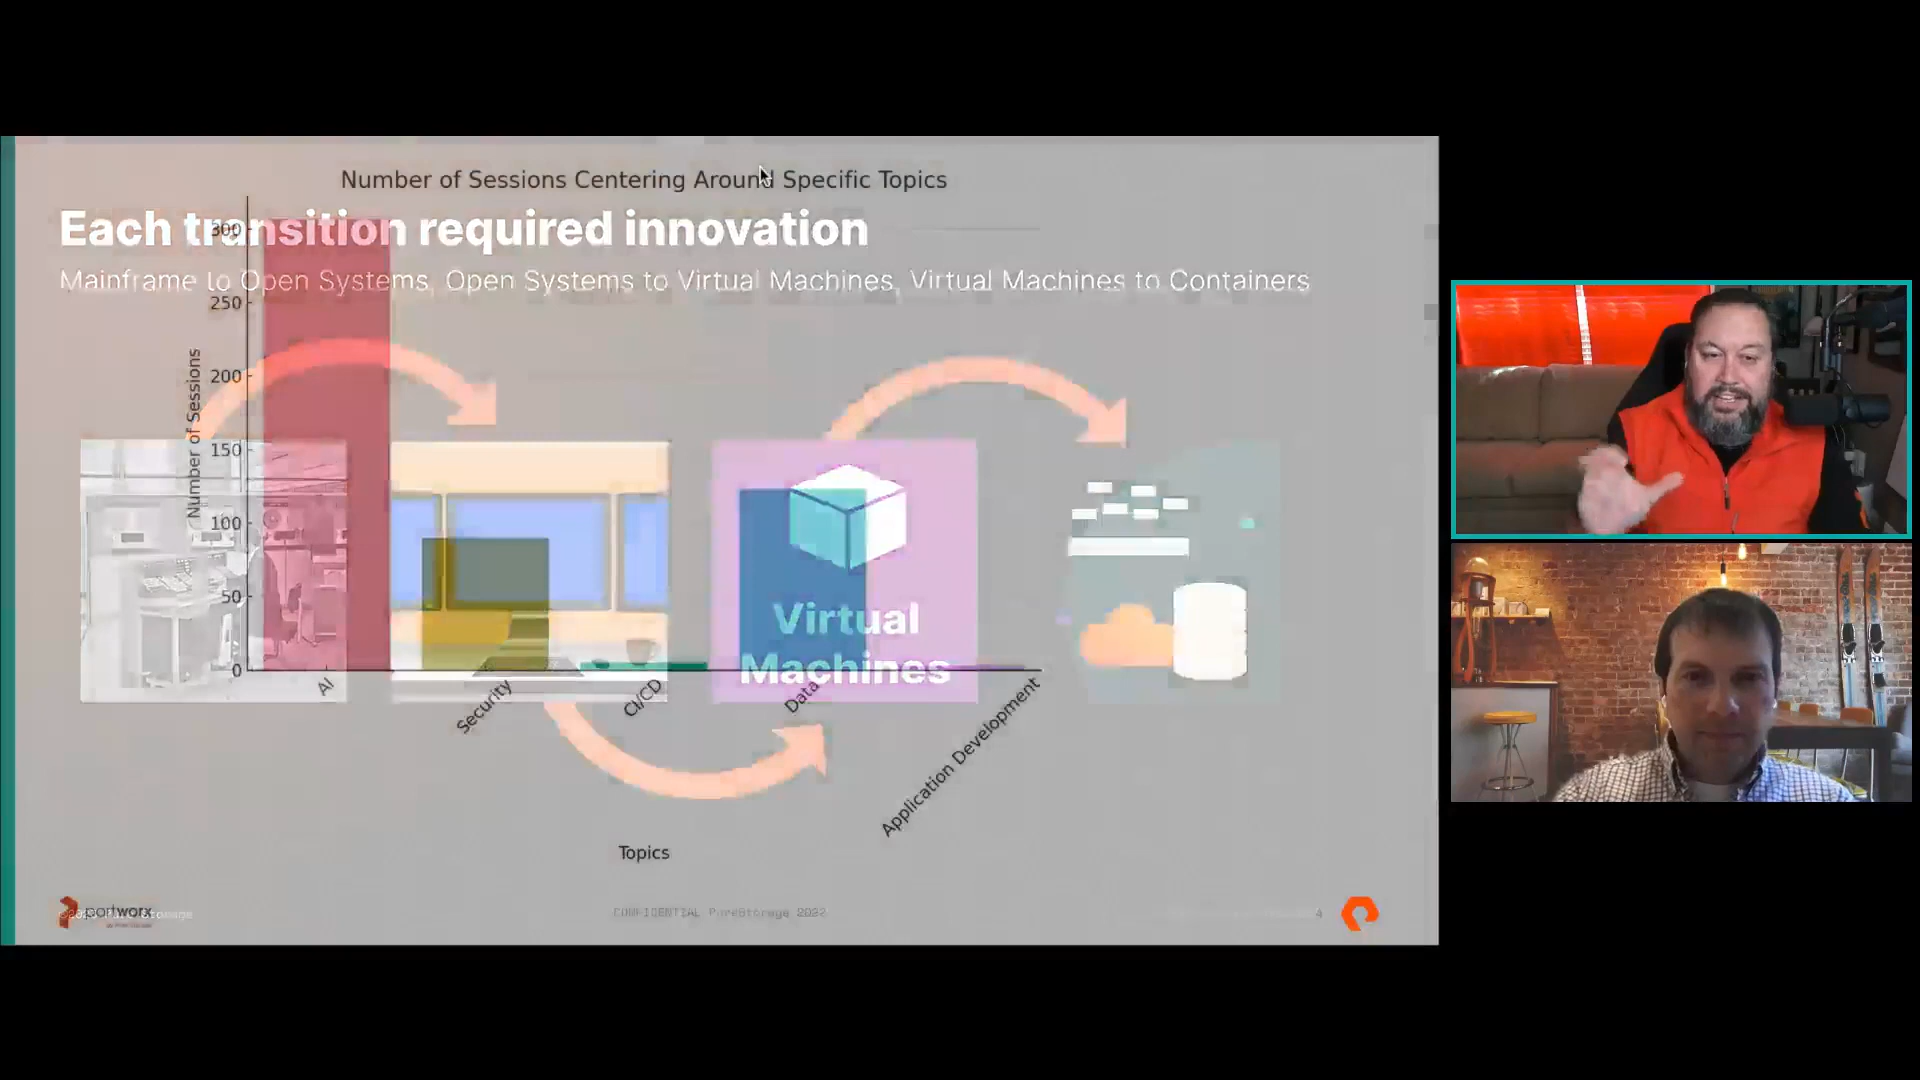 Number of Sessions Centering Around Specific Topics
Each transition required innovation
Mainframe to Open Systems, Open Systems to Virtual Machines, Virtual Machines to Containers
300
250
200
150
100
50
0
Number of Sessions
Virtual
Machines
AI
Security
CI/CD
Data
Application Development
Topics
portworx
CONFIDENTIAL PureStorage 2022
4